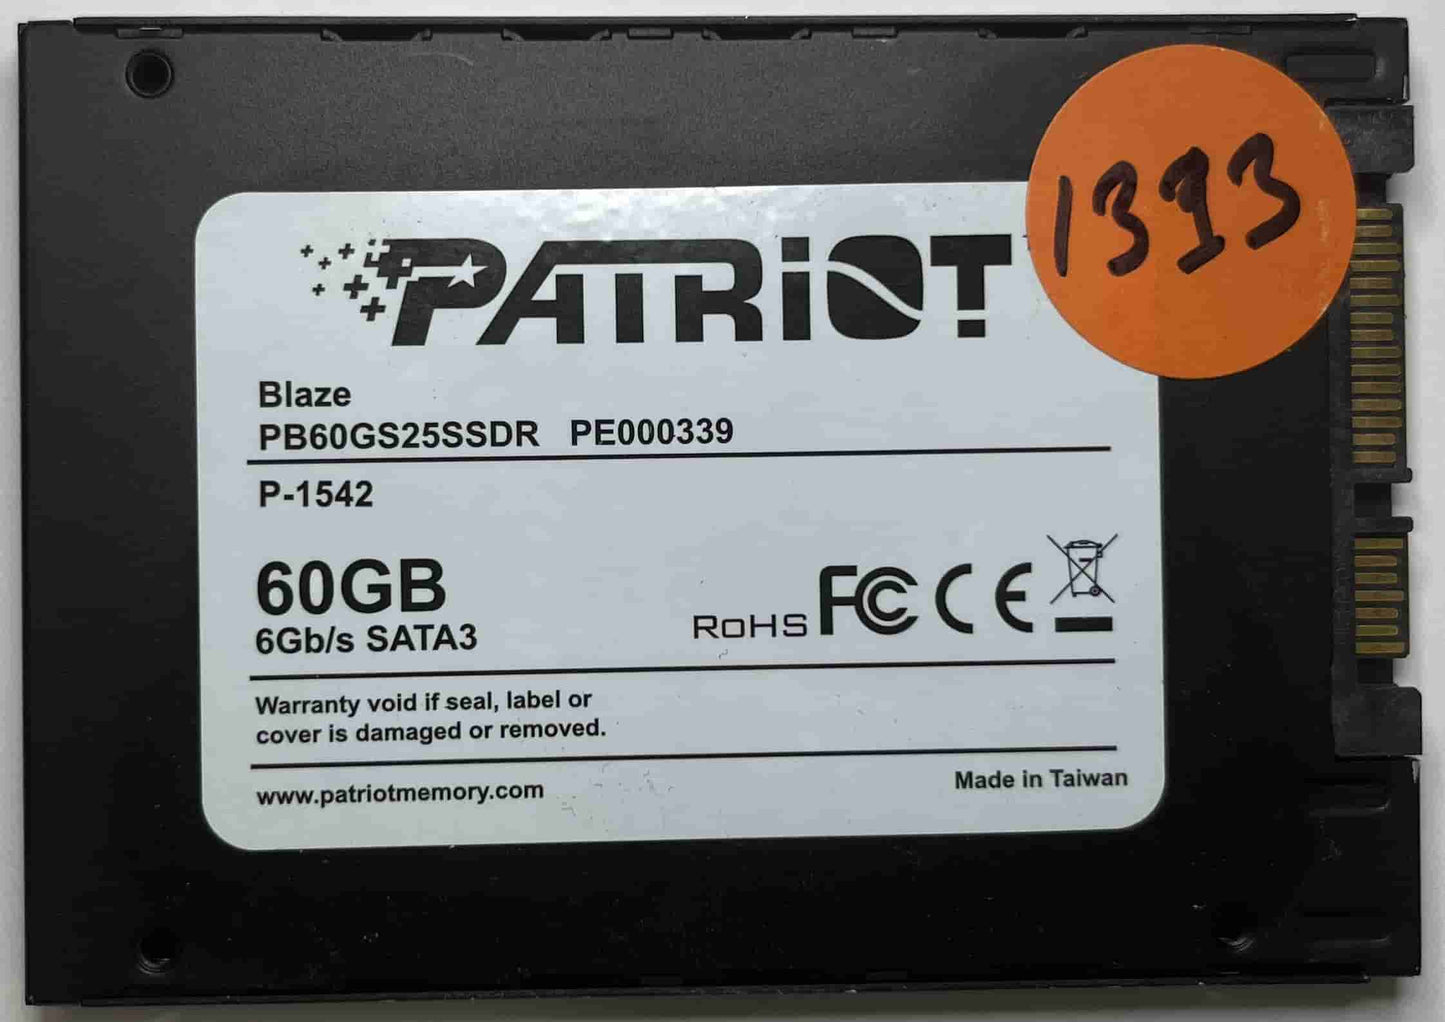 PATRIOT
1393
Blaze
PB60GS25SSDR PE000339
P-1542
60GB
6Gb/s SATA3
RoHS FC CE
Warranty void if seal, label or
cover is damaged or removed.
www.patriotmemory.com
Made in Taiwan